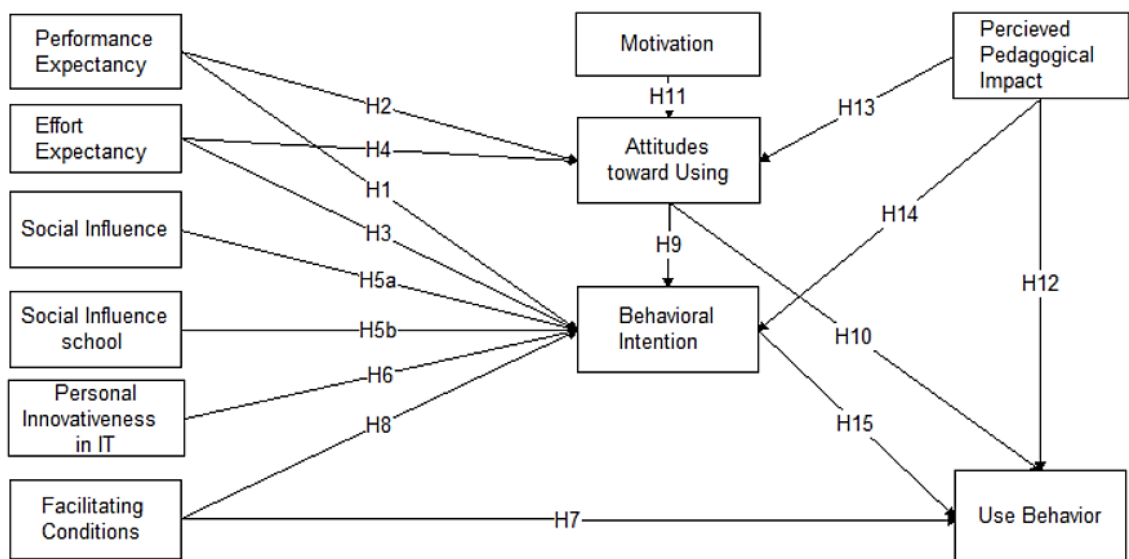 Performance
Expectancy
Motivation
Percieved
Pedagogical
Impact
H2
H11
H13
Effort
Expectancy
H4
Attitudes
toward Using
H1
H14
Social Influence
H3
H9
H5a
H12
Social Influence
school
H5b
Behavioral
Intention
H10
H6
Personal
Innovativeness
in IT
H8
H15
Facilitating
Conditions
H7
Use Behavior